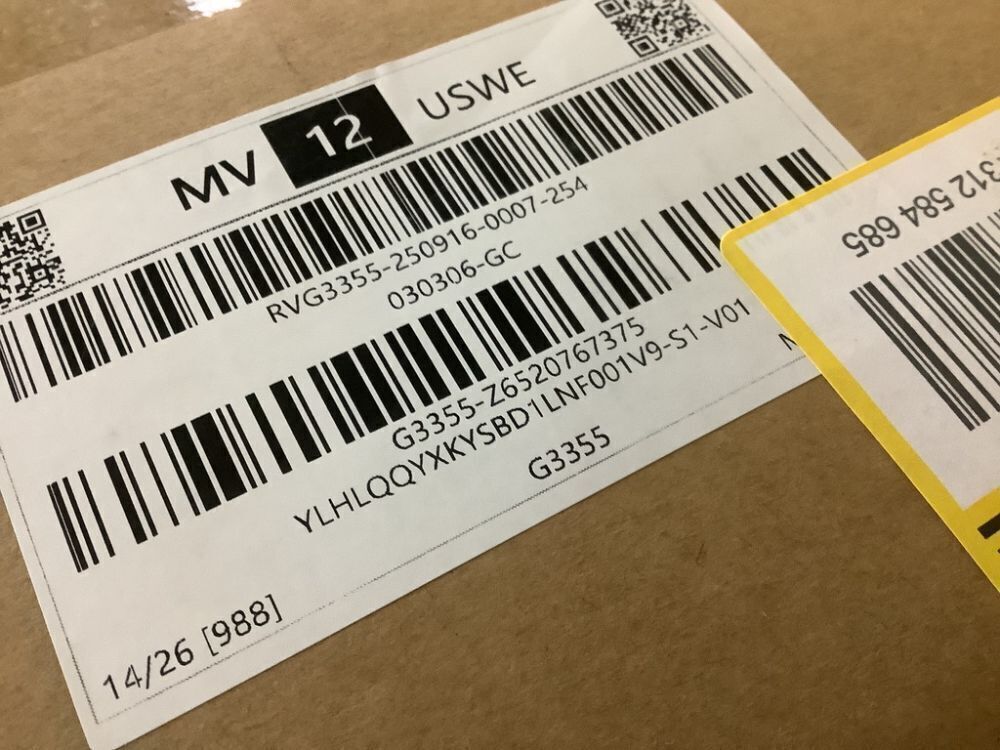 MV 12 USWE
RVG3355-250916-0007-254
030306-GC
G3355-Z6520767375
YLHLQQYXKYSBD1LNF001V9-S1-V01
G3355
14/26 [988]
312 584 685